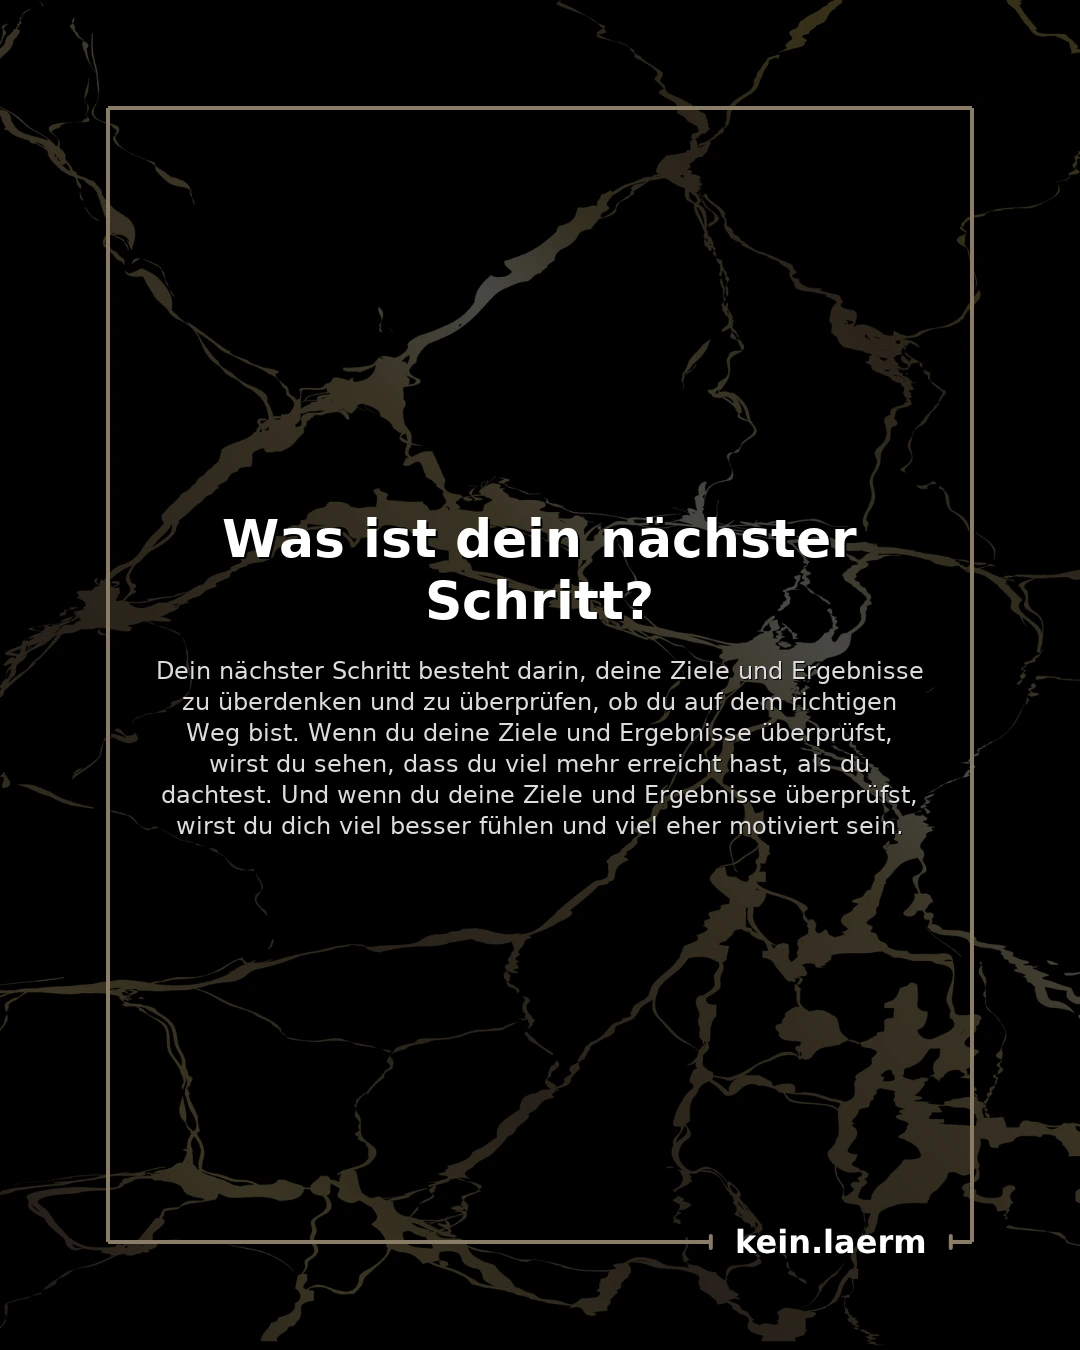 Was ist dein nächster
Schritt?
Dein nächster Schritt besteht darin, deine Ziele und Ergebnisse
zu überdenken und zu überprüfen, ob du auf dem richtigen
Weg bist. Wenn du deine Ziele und Ergebnisse überprüfst,
wirst du sehen, dass du viel mehr erreicht hast, als du
dachtest. Und wenn du deine Ziele und Ergebnisse überprüfst,
wirst du dich viel besser fühlen und viel eher motiviert sein.
kein.laerm